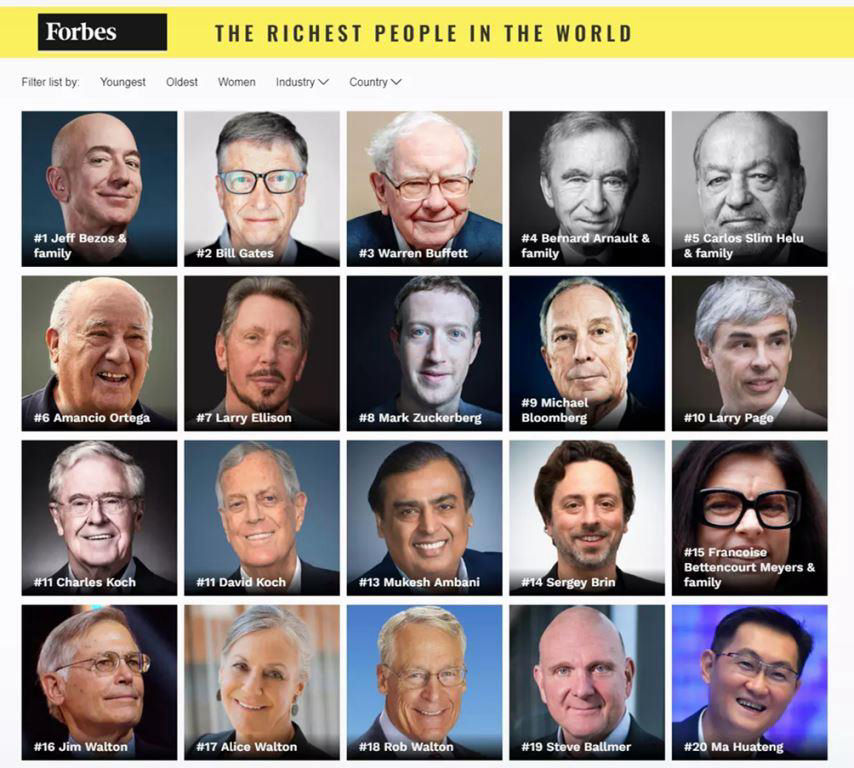 Forbes
THE RICHEST PEOPLE IN THE WORLD
Filter list by: Youngest Oldest Women Industry Country
#1 Jeff Bezos &
family
#2 Bill Gates
#3 Warren Buffett
#4 Bernard Arnault &
family
#5 Carlos Slim Helu
& family
#6 Amancio Ortega
#7 Larry Ellison
#8 Mark Zuckerberg
#9 Michael
Bloomberg
#10 Larry Page
#11 Charles Koch
#11 David Koch
#13 Mukesh Ambani
#14 Sergey Brin
#15 Francoise
Bettencourt Meyers &
family
#16 Jim Walton
#17 Alice Walton
#18 Rob Walton
#19 Steve Ballmer
#20 Ma Huateng